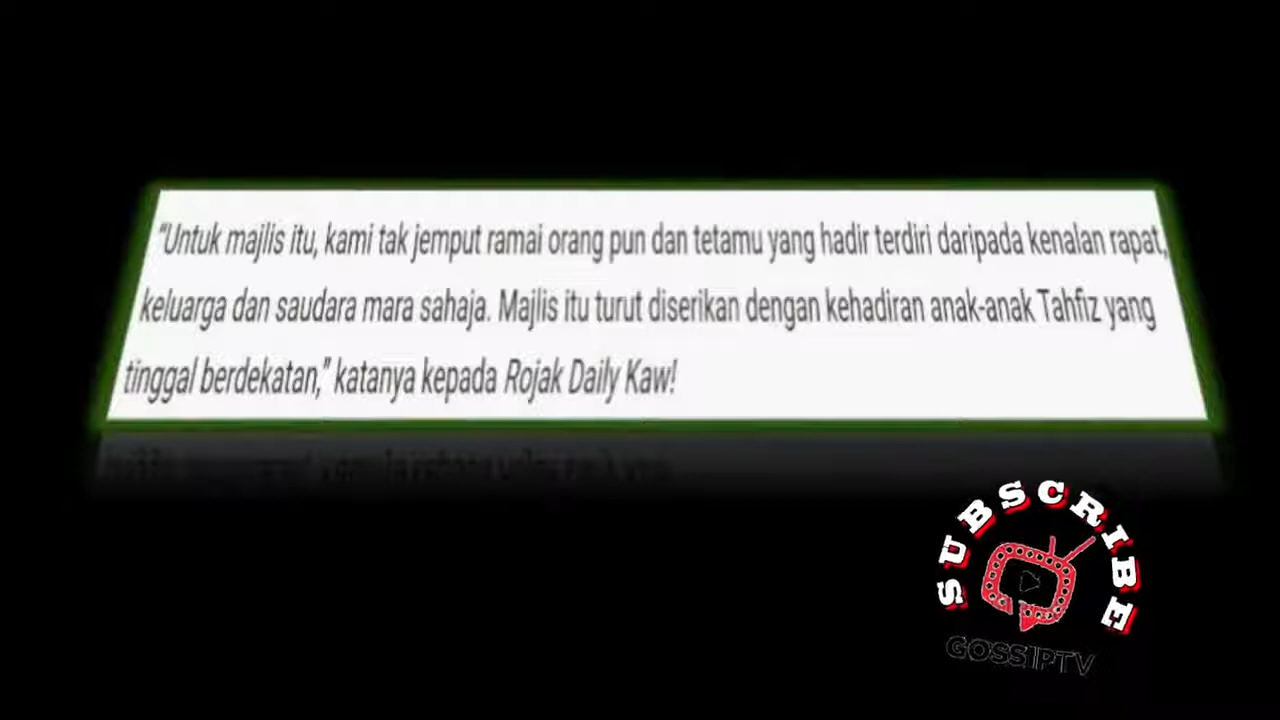 “Untuk majlis itu, kami tak jemput ramai orang pun dan tetamu yang hadir terdiri daripada kenalan rapat,
keluarga dan saudara mara sahaja. Majlis itu turut diserikan dengan kehadiran anak-anak Tahfiz yang
tinggal berdekatan,” katanya kepada Rojak Daily Kaw!
SUBSCRIBE
GOSSIPTV